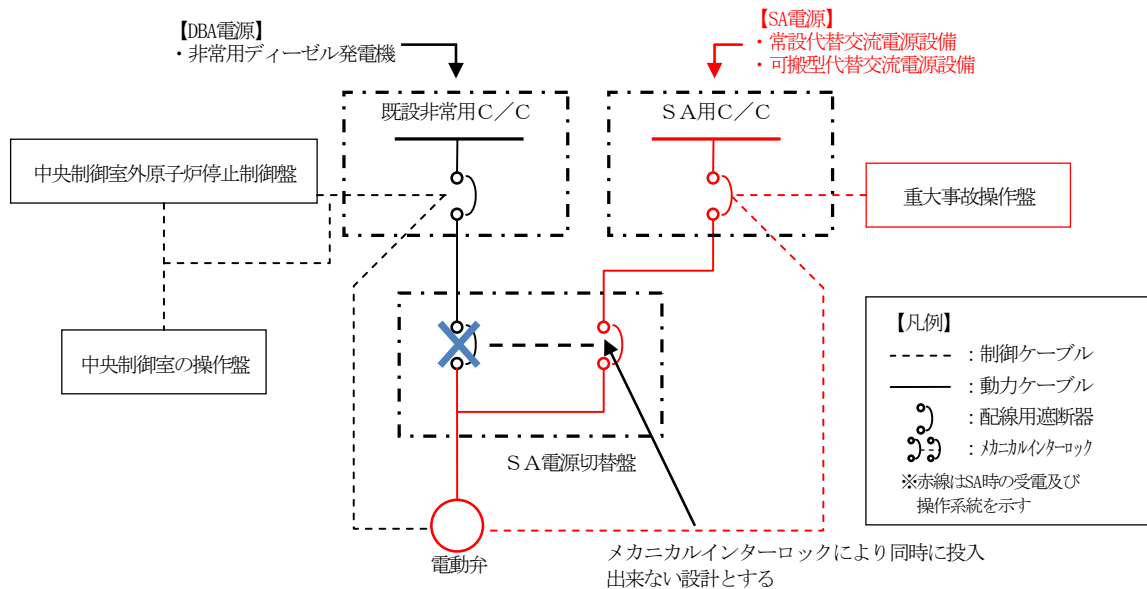 【DBA電源】
・非常用ディーゼル発電機
【SA電源】
・常設代替交流電源設備
・可搬型代替交流電源設備
既設非常用C／C
SA用C／C
中央制御室外原子炉停止制御盤
重大事故操作盤
中央制御室の操作盤
SA電源切替盤
電動弁
メカニカルインターロックにより同時に投入
出来ない設計とする
【凡例】
：制御ケーブル
：動力ケーブル
：配線用遮断器
：メカニカルインターロック
※赤線はSA時の受電及び
操作系統を示す